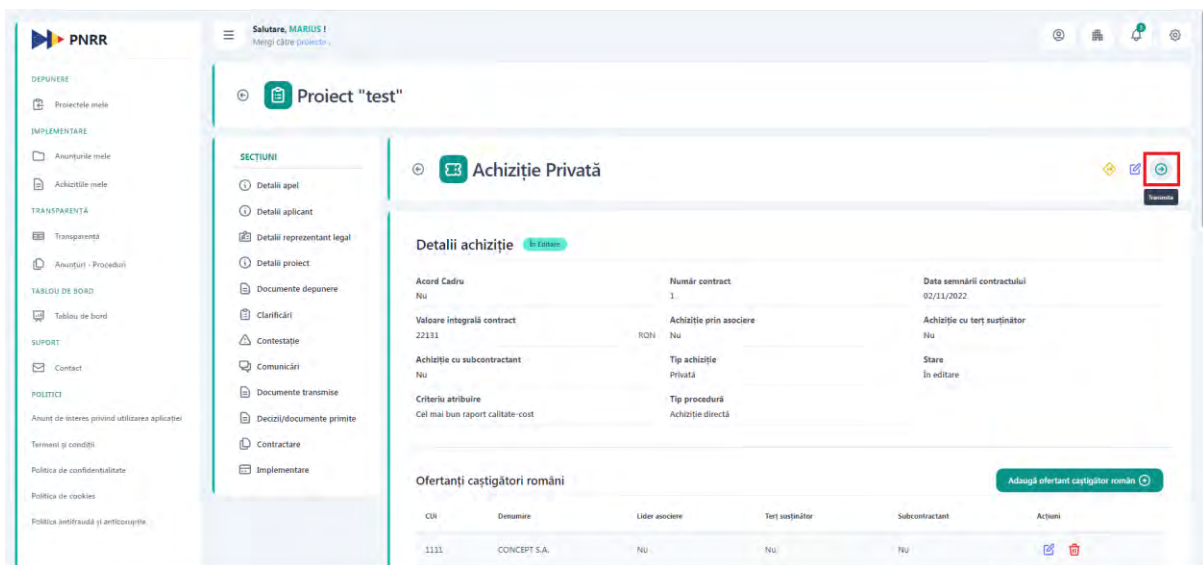 PNRR
Salutare, MARIUS !
Mergi către proiecte .
DEPUNERE
Proiectele mele
IMPLEMENTARE
Anunțurile mele
Achizițiile mele
TRANSPARENȚĂ
Transparență
Anunțuri - Proceduri
TABLOU DE BORD
Tablou de bord
SUPORT
Contact
POLITICI
Anunț de interes privind utilizarea aplicației
Termeni și condiții
Politica de confidențialitate
Politica de cookies
Politica antifraudă și anticorupție
Proiect "test"
SECȚIUNI
Detalii apel
Detalii aplicant
Detalii reprezentant legal
Detalii proiect
Documente depunere
Clarificări
Contestație
Comunicări
Documente transmise
Decizii/documente primite
Contractare
Implementare
Achiziție Privată
Transmite
Detalii achiziție În Editare
Acord Cadru Număr contract Data semnării contractului
Nu 1 02/11/2022
Valoare integrală contract Achiziție prin asociere Achiziție cu terț susținător
22131 RON Nu Nu
Achiziție cu subcontractant Tip achiziție Stare
Nu Privată În editare
Criteriu atribuire Tip procedură
Cel mai bun raport calitate-cost Achiziție directă
Ofertanți caștigători români Adaugă ofertant caștigător român
CUI Denumire Lider asociere Terț susținător Subcontractant Acțiuni
1111 CONCEPT S.A. Nu Nu Nu